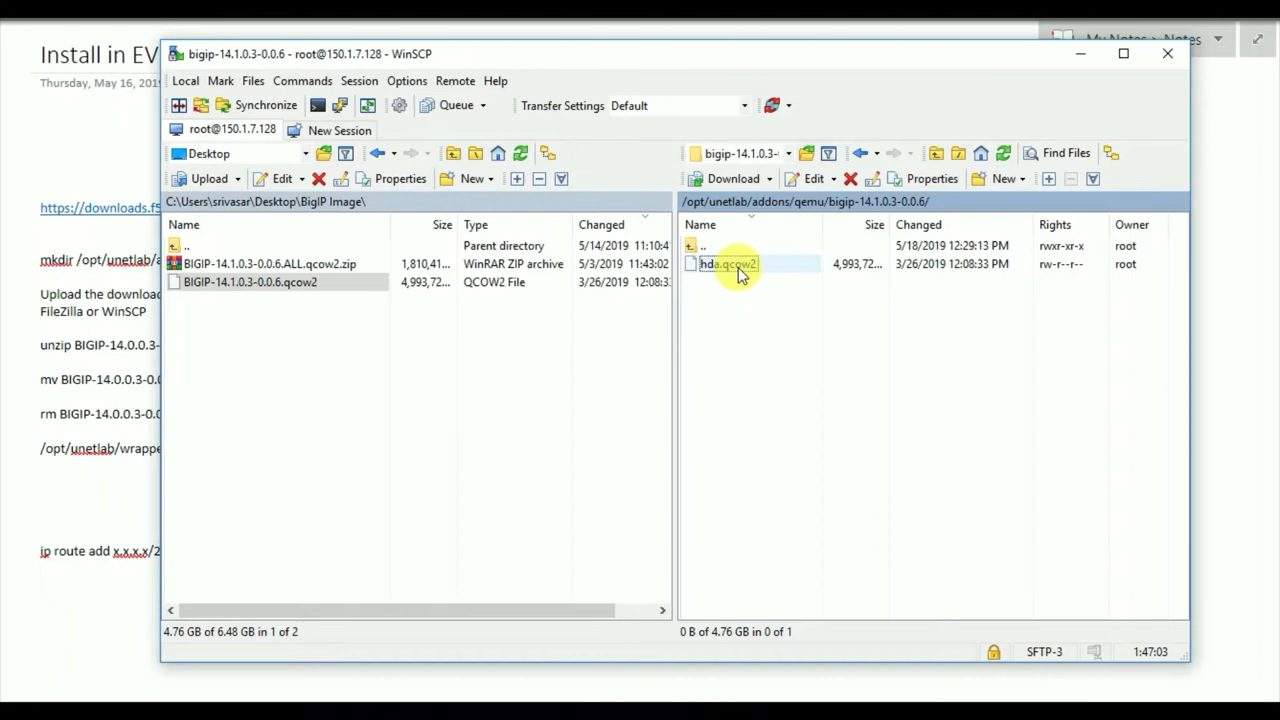 Install in EV
Thursday, May 16, 201
https://downloads.f5
mkdir /opt/unetlab/a
Upload the download
FileZilla or WinSCP
unzip BIGIP-14.0.0.3-
mv BIGIP-14.0.0.3-0.0
rm BIGIP-14.0.0.3-0.0
/opt/unetlab/wrappe
ip route add x.x.x.x/2
My Notes › Notes
bigip-14.1.0.3-0.0.6 - root@150.1.7.128 - WinSCP
Local Mark Files Commands Session Options Remote Help
Synchronize Queue Transfer Settings Default
root@150.1.7.128 New Session
Desktop
Upload Edit Properties New
C:\Users\srivasar\Desktop\BigIP Image\
Name Size Type Changed
.. Parent directory 5/14/2019 11:10:4
BIGIP-14.1.0.3-0.0.6.ALL.qcow2.zip 1,810,41... WinRAR ZIP archive 5/3/2019 11:43:02
BIGIP-14.1.0.3-0.0.6.qcow2 4,993,72... QCOW2 File 3/26/2019 12:08:3
4.76 GB of 6.48 GB in 1 of 2
bigip-14.1.0.3- Find Files
Download Edit Properties New
/opt/unetlab/addons/qemu/bigip-14.1.0.3-0.0.6/
Name Size Changed Rights Owner
.. 5/18/2019 12:29:13 PM rwxr-xr-x root
hda.qcow2 4,993,72... 3/26/2019 12:08:33 PM rw-r--r-- root
0 B of 4.76 GB in 0 of 1
SFTP-3 1:47:03